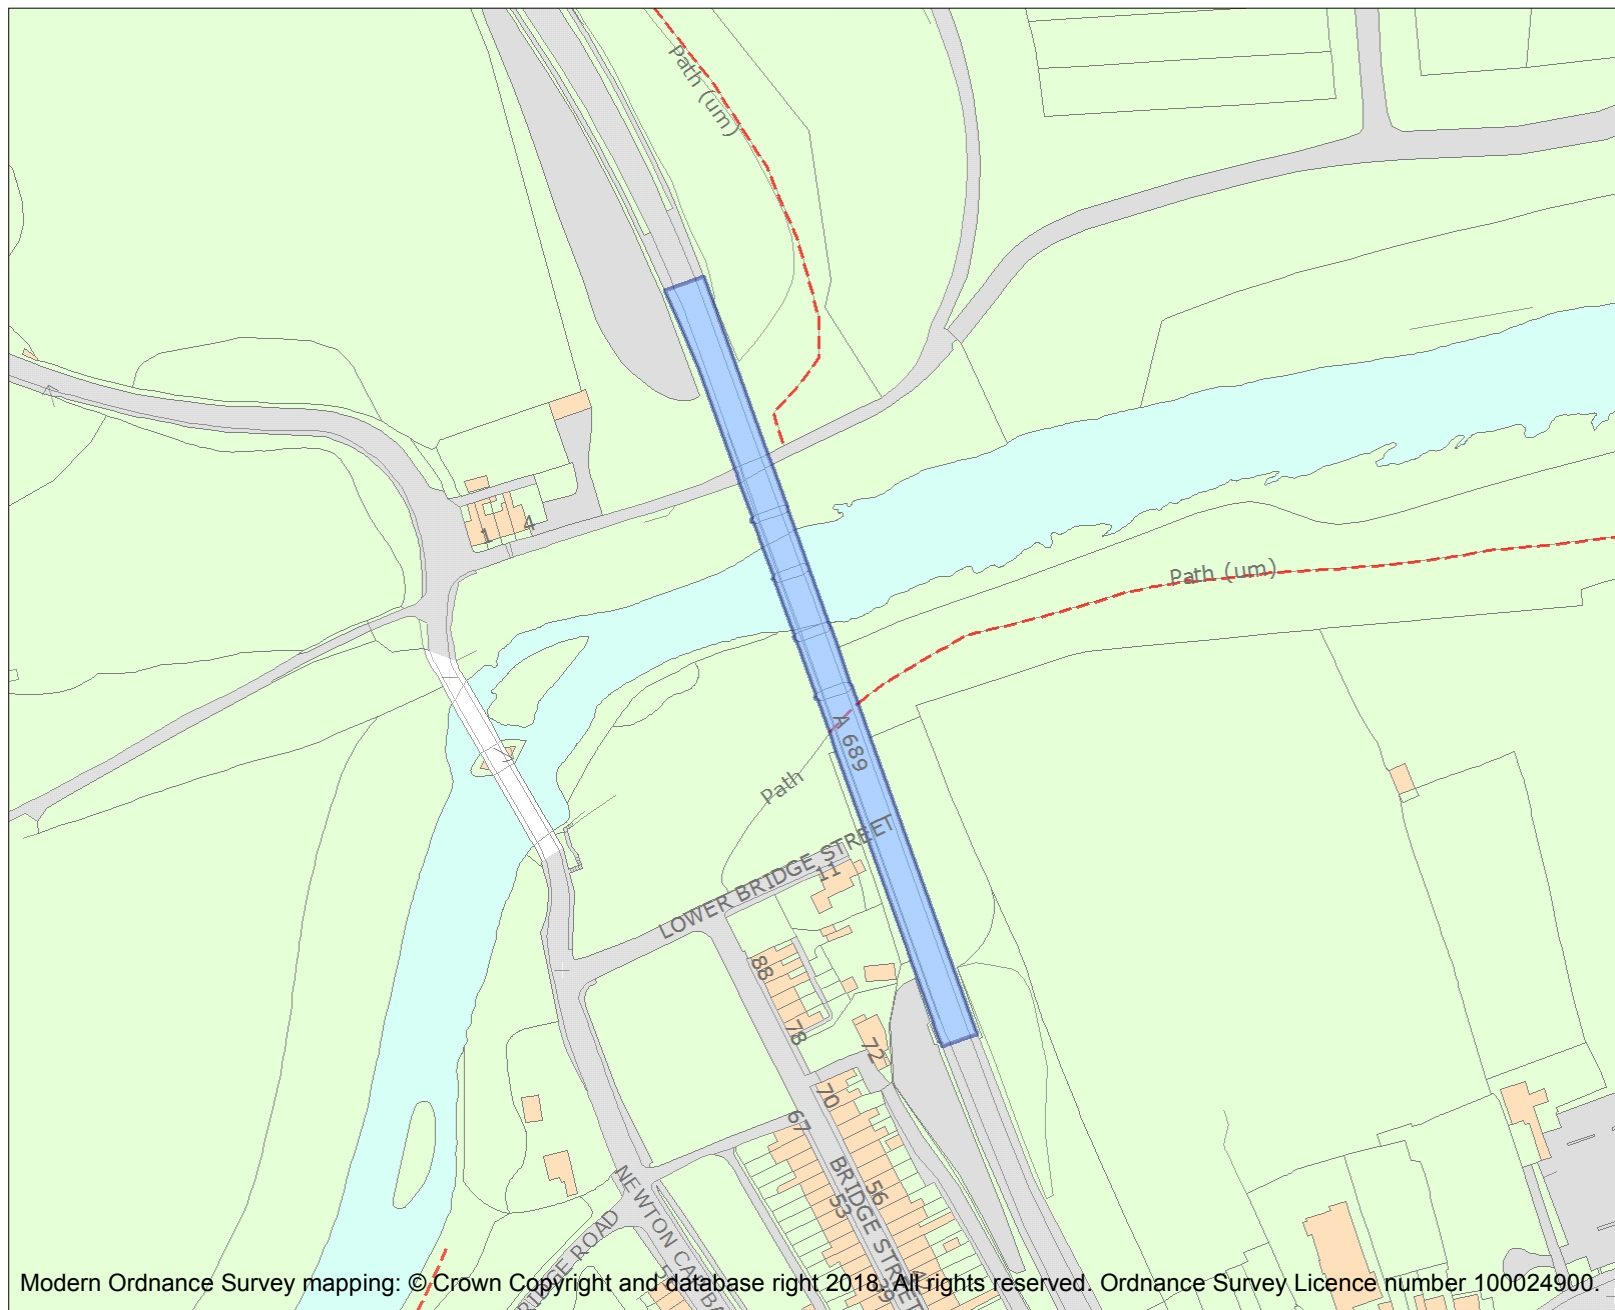 Path (um)
1
4
Path (um)
A 689
Path
LOWER BRIDGE STREET
11
88
78
72
70
67
BRIDGE STREET
56
53
NEWTON CA
RIDGE ROAD
Modern Ordnance Survey mapping: © Crown Copyright and database right 2018. All rights reserved. Ordnance Survey Licence number 100024900.